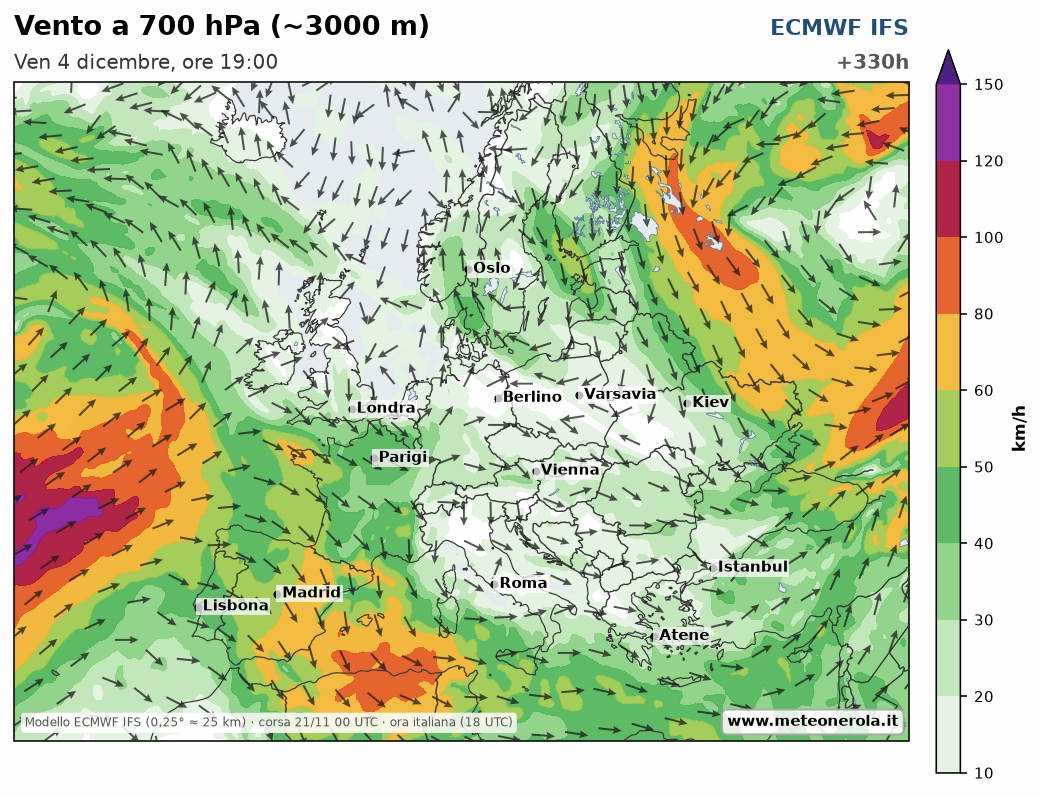 Vento a 700 hPa (~3000 m)
ECMWF IFS
Ven 4 dicembre, ore 19:00
+330h
150
120
100
80
60
50
40
30
20
10
km/h
Oslo
Londra
Berlino
Varsavia
Kiev
Parigi
Vienna
Istanbul
Roma
Madrid
Lisbona
Atene
Modello ECMWF IFS (0,25° ≈ 25 km) · corsa 21/11 00 UTC · ora italiana (18 UTC)
www.meteonerola.it